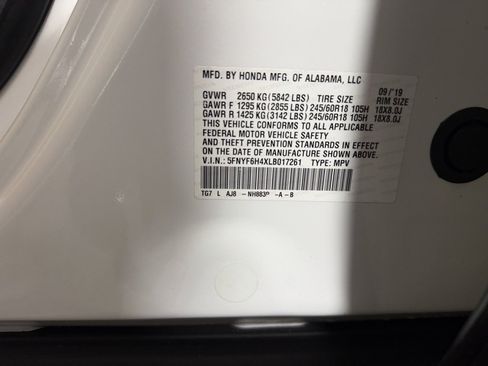 MFD. BY HONDA MFG. OF ALABAMA, LLC
09/'19
GVWR 2650 KG(5842 LBS) TIRE SIZE RIM SIZE
GAWR F 1295 KG(2855 LBS)245/60R18 105H 18X8.0J
GAWR R 1425 KG(3142 LBS)245/60R18 105H 18X8.0J
THIS VEHICLE CONFORMS TO ALL APPLICABLE
FEDERAL MOTOR VEHICLE SAFETY
AND THEFT PREVENTION STANDARDS IN EFFECT
ON THE DATE OF MANUFACTURE SHOWN ABOVE.
V.I.N.: 5FNYF6H4XLB017261 TYPE: MPV
TG7 L AJ8 -NH883P -A-B